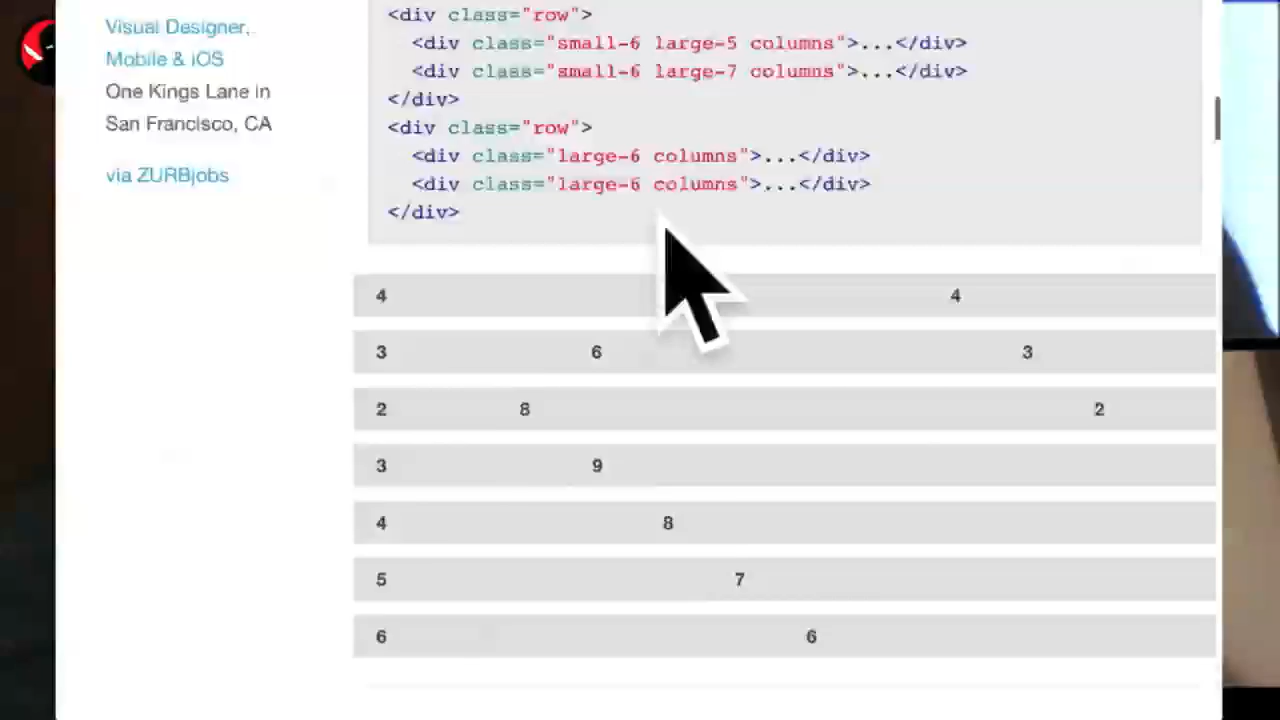 Visual Designer,
Mobile & iOS
One Kings Lane in
San Francisco, CA
via ZURBjobs
<div class="row">
<div class="small-6 large-5 columns">...</div>
<div class="small-6 large-7 columns">...</div>
</div>
<div class="row">
<div class="large-6 columns">...</div>
<div class="large-6 columns">...</div>
</div>
4 4
3 6 3
2 8 2
3 9
4 8
5 7
6 6